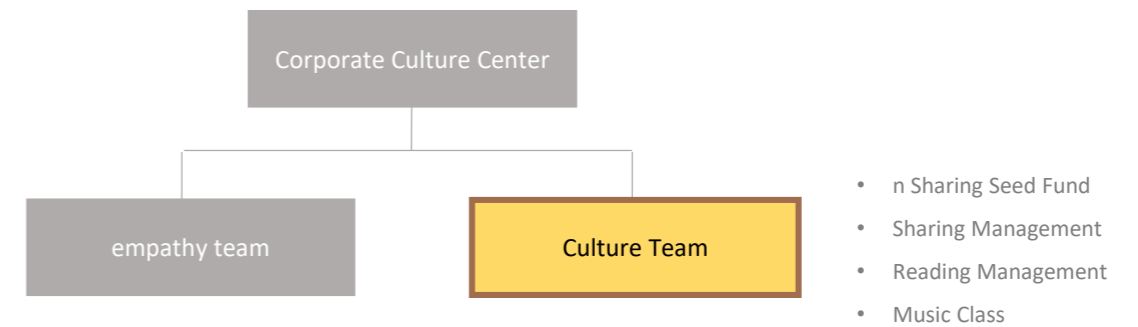 Corporate Culture Center
empathy team
Culture Team
• n Sharing Seed Fund
• Sharing Management
• Reading Management
• Music Class